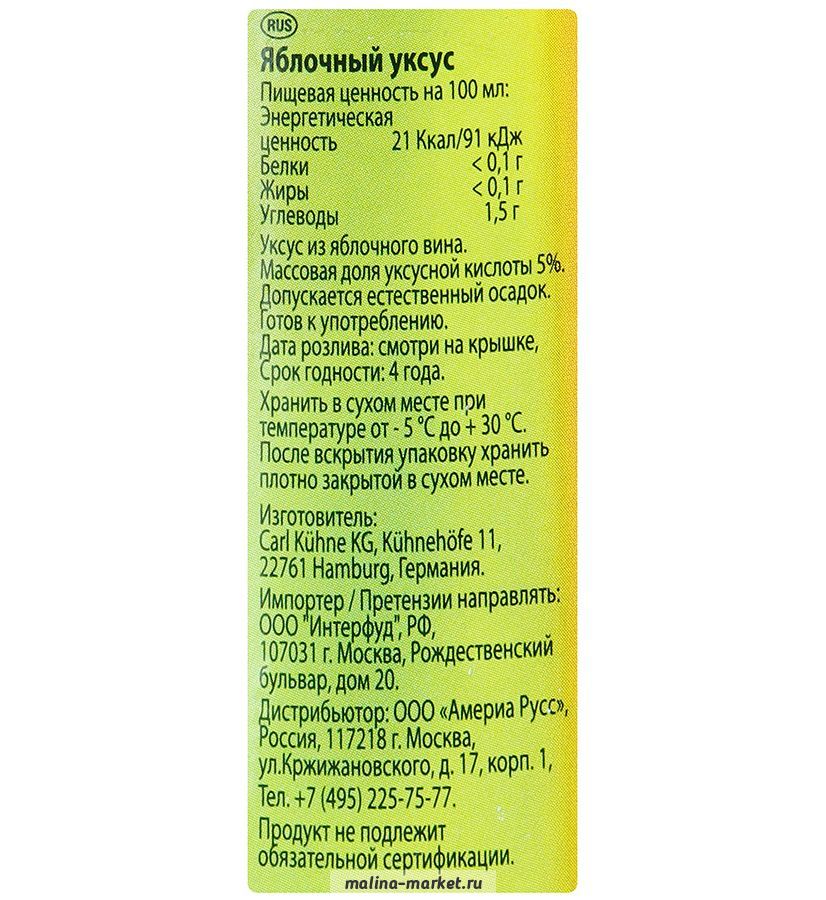 RUS
Яблочный уксус
Пищевая ценность на 100 мл:
Энергетическая
ценность 21 Ккал/91 кДж
Белки < 0,1 г
Жиры < 0,1 г
Углеводы 1,5 г
Уксус из яблочного вина.
Массовая доля уксусной кислоты 5%.
Допускается естественный осадок.
Готов к употреблению.
Дата розлива: смотри на крышке,
Срок годности: 4 года.
Хранить в сухом месте при
температуре от - 5 °C до + 30 °C.
После вскрытия упаковку хранить
плотно закрытой в сухом месте.
Изготовитель:
Carl Kühne KG, Kühnehöfe 11,
22761 Hamburg, Германия.
Импортер / Претензии направлять:
ООО "Интерфуд", РФ,
107031 г. Москва, Рождественский
бульвар, дом 20.
Дистрибьютор: ООО «Америа Русс»,
Россия, 117218 г. Москва,
ул.Кржижановского, д. 17, корп. 1,
Тел. +7 (495) 225-75-77.
Продукт не подлежит
обязательной сертификации.
malina-market.ru